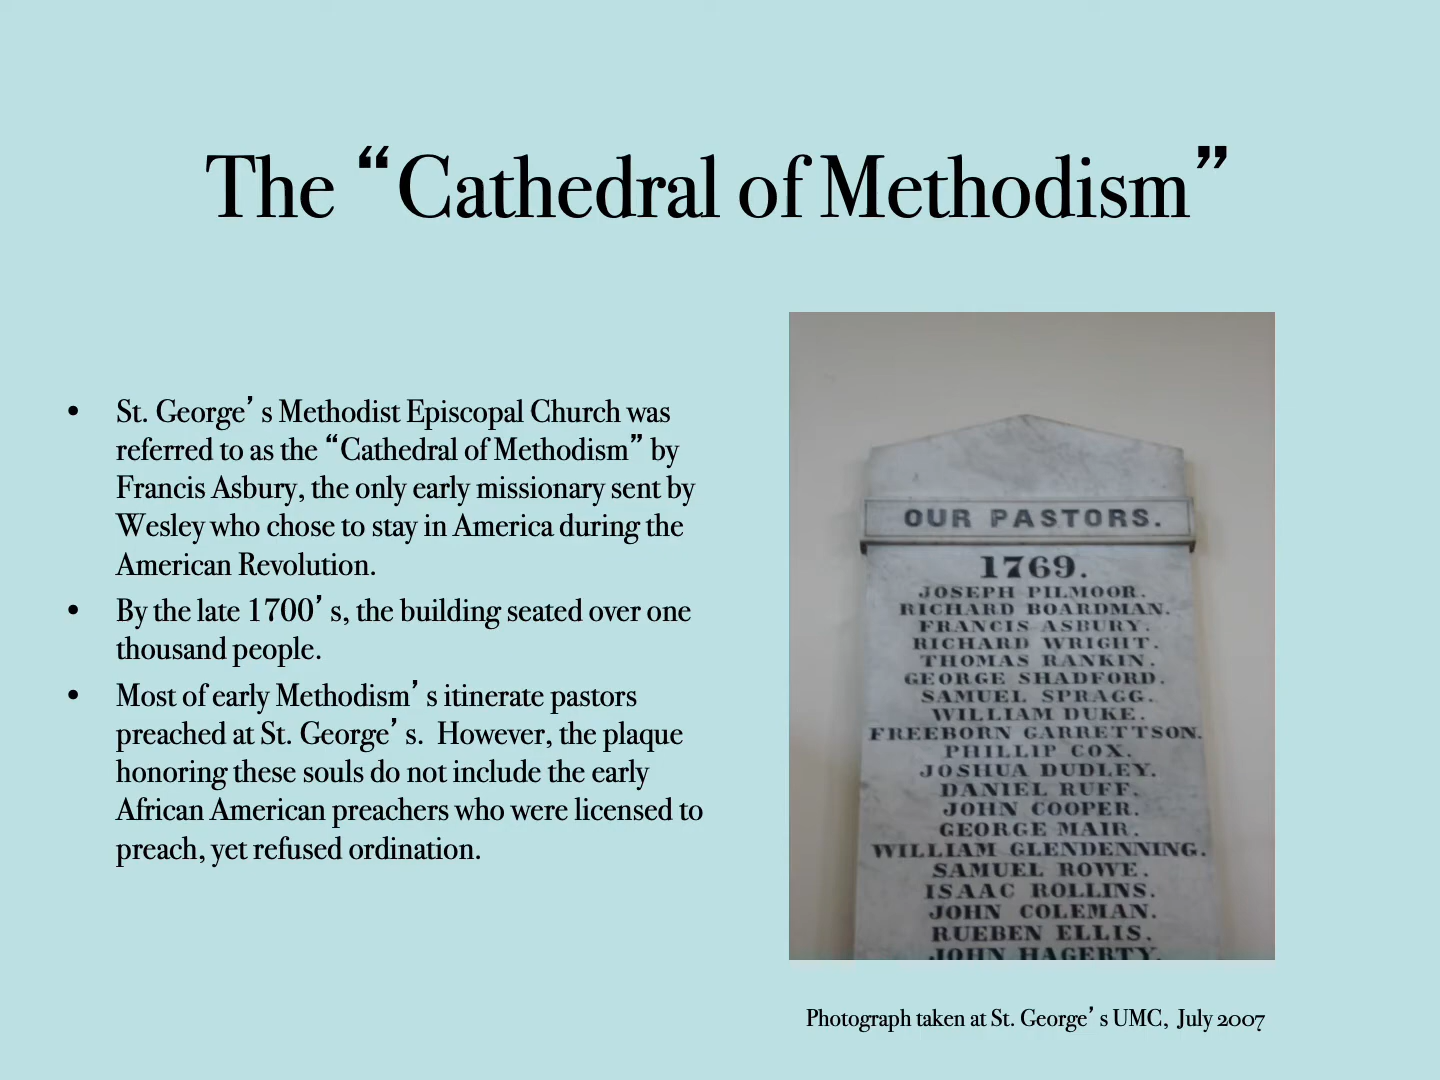 The “Cathedral of Methodism”
• St. George’s Methodist Episcopal Church was
referred to as the “Cathedral of Methodism” by
Francis Asbury, the only early missionary sent by
Wesley who chose to stay in America during the
American Revolution.
• By the late 1700’s, the building seated over one
thousand people.
• Most of early Methodism’s itinerate pastors
preached at St. George’s.  However, the plaque
honoring these souls do not include the early
African American preachers who were licensed to
preach, yet refused ordination.
OUR PASTORS.
1769.
JOSEPH PILMOOR.
RICHARD BOARDMAN.
FRANCIS ASBURY.
RICHARD WRIGHT.
THOMAS RANKIN.
GEORGE SHADFORD.
SAMUEL SPRAGG.
WILLIAM DUKE.
FREEBORN GARRETTSON.
PHILLIP COX.
JOSHUA DUDLEY.
DANIEL RUFF.
JOHN COOPER.
GEORGE MAIR.
WILLIAM GLENDENNING.
SAMUEL ROWE.
ISAAC ROLLINS.
JOHN COLEMAN.
RUEBEN ELLIS.
JOHN HAGERTY.
Photograph taken at St. George’s UMC,  July 2007